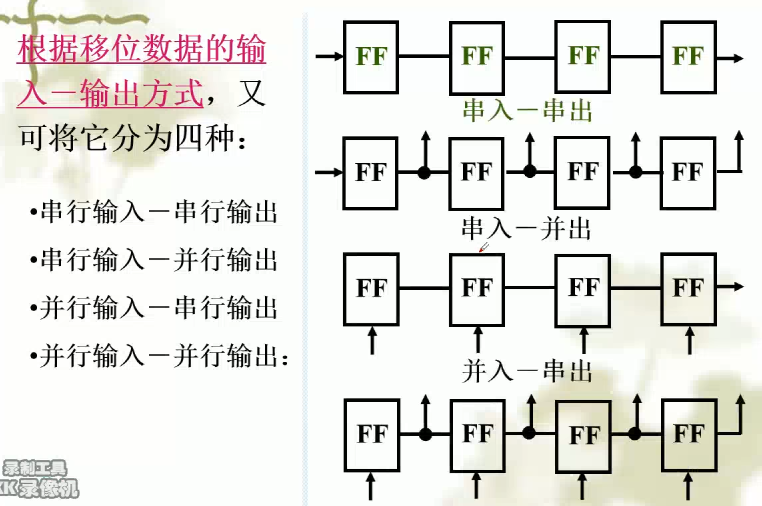 根据移位数据的输
入－输出方式，又
可将它分为四种：
•串行输入－串行输出
•串行输入－并行输出
•并行输入－串行输出
•并行输入－并行输出：
FF FF FF FF
串入－串出
FF FF FF FF
串入－并出
FF FF FF FF
并入－串出
FF FF FF FF
录制工具
KK录像机